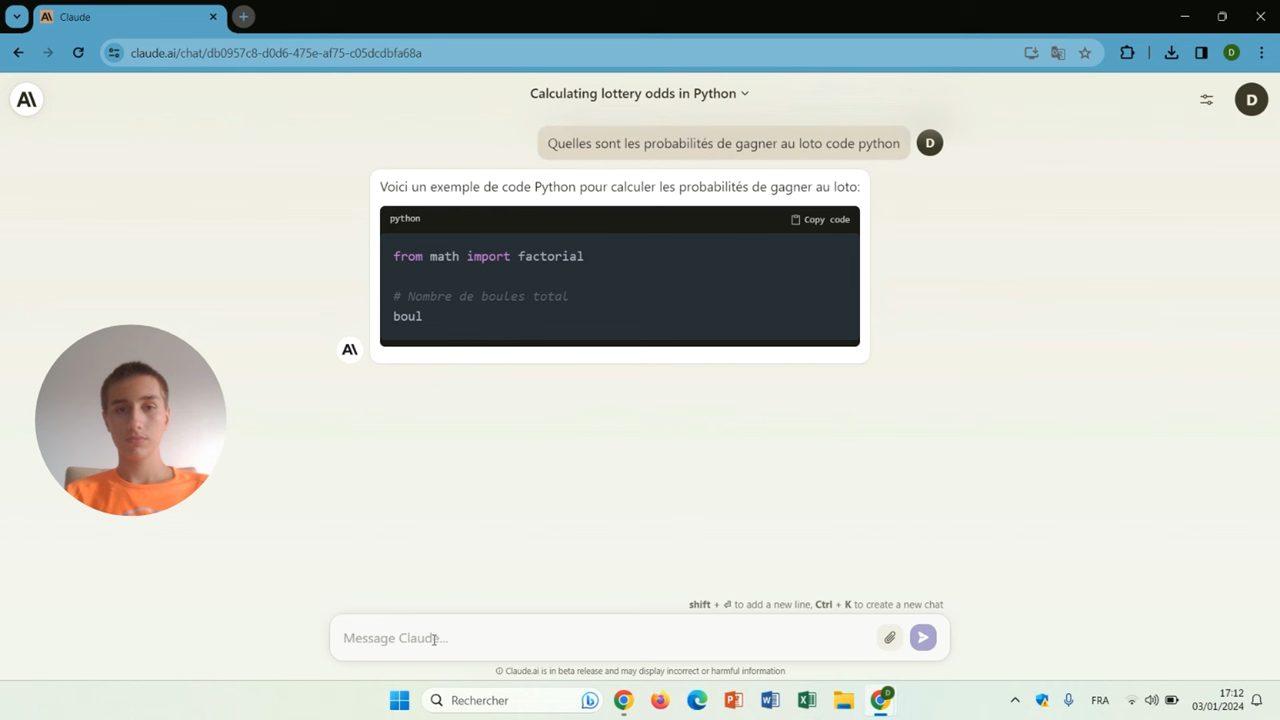 Claude
claude.ai/chat/db0957c8-d0d6-475e-af75-c05dcdbfa68a
D
Calculating lottery odds in Python
D
Quelles sont les probabilités de gagner au loto code python
D
Voici un exemple de code Python pour calculer les probabilités de gagner au loto:
python
Copy code
from math import factorial
# Nombre de boules total
boul
shift + ⏎ to add a new line, Ctrl + K to create a new chat
Message Claude...
Claude.ai is in beta release and may display incorrect or harmful information
Rechercher
FRA
17:12
03/01/2024